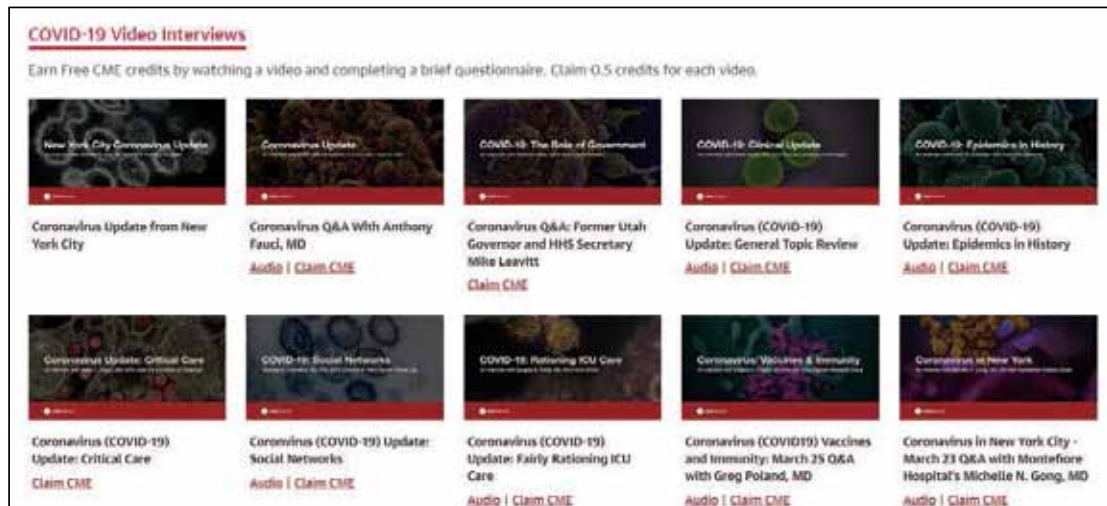 COVID-19 Video Interviews
Earn Free CME credits by watching a video and completing a brief questionnaire. Claim 0.5 credits for each video.
New York City Coronavirus Update
Coronavirus Update
COVID-19: The Role of Government
COVID-19: Clinical Update
COVID-19: Epidemics in History
Coronavirus Update from New
York City
Coronavirus Q&A With Anthony
Fauci, MD
Audio | Claim CME
Coronavirus Q&A: Former Utah
Governor and HHS Secretary
Mike Leavitt
Claim CME
Coronavirus (COVID-19)
Update: General Topic Review
Audio | Claim CME
Coronavirus (COVID-19)
Update: Epidemics in History
Audio | Claim CME
Coronavirus Update: Critical Care
COVID-19: Social Networks
COVID-19: Rationing ICU Care
Coronavirus: Vaccines & Immunity
Coronavirus in New York
Coronavirus (COVID-19)
Update: Critical Care
Claim CME
Coronvirus (COVID-19) Update:
Social Networks
Audio | Claim CME
Coronavirus (COVID-19)
Update: Fairly Rationing ICU
Care
Audio | Claim CME
Coronavirus (COVID19) Vaccines
and Immunity: March 25 Q&A
with Greg Poland, MD
Audio | Claim CME
Coronavirus in New York City -
March 23 Q&A with Montefiore
Hospital's Michelle N. Gong, MD
Audio | Claim CME